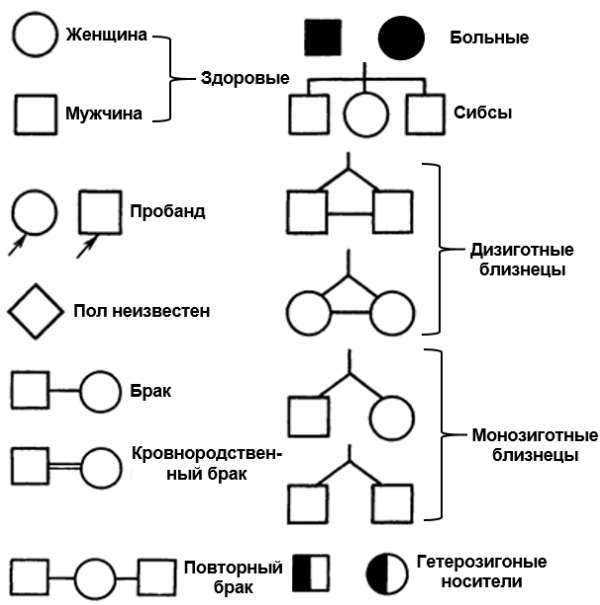 Женщина
Здоровые
Мужчина
Больные
Сибсы
Пробанд
Дизиготные
близнецы
Пол неизвестен
Брак
Кровнородствен-
ный брак
Монозиготные
близнецы
Повторный
брак
Гетерозигоные
носители